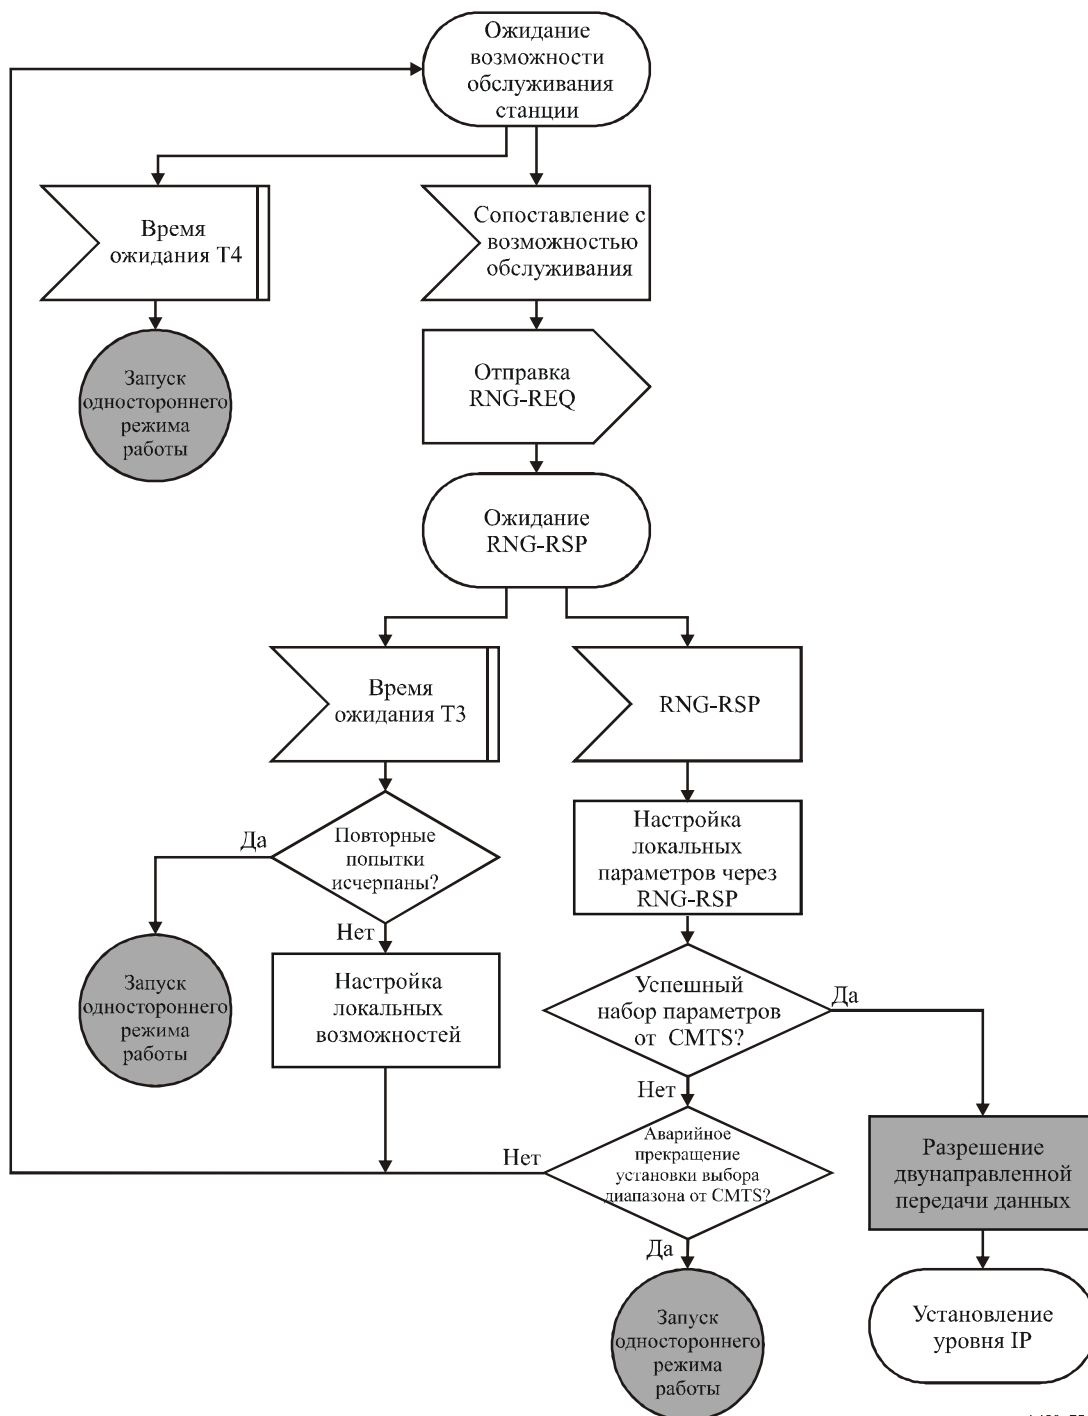 Ожидание
возможности
обслуживания
станции
Время
ожидания T4
Сопоставление с
возможностью
обслуживания
Запуск
одностороннего
режима
работы
Отправка
RNG-REQ
Ожидание
RNG-RSP
Время
ожидания T3
RNG-RSP
Да
Повторные
попытки
исчерпаны?
Настройка
локальных
параметров через
RNG-RSP
Нет
Запуск
одностороннего
режима
работы
Настройка
локальных
возможностей
Успешный
набор параметров
от CMTS?
Да
Нет
Нет
Аварийное
прекращение
установки выбора
диапазона от CMTS?
Разрешение
двунаправленной
передачи данных
Да
Запуск
одностороннего
режима
работы
Установление
уровня IP